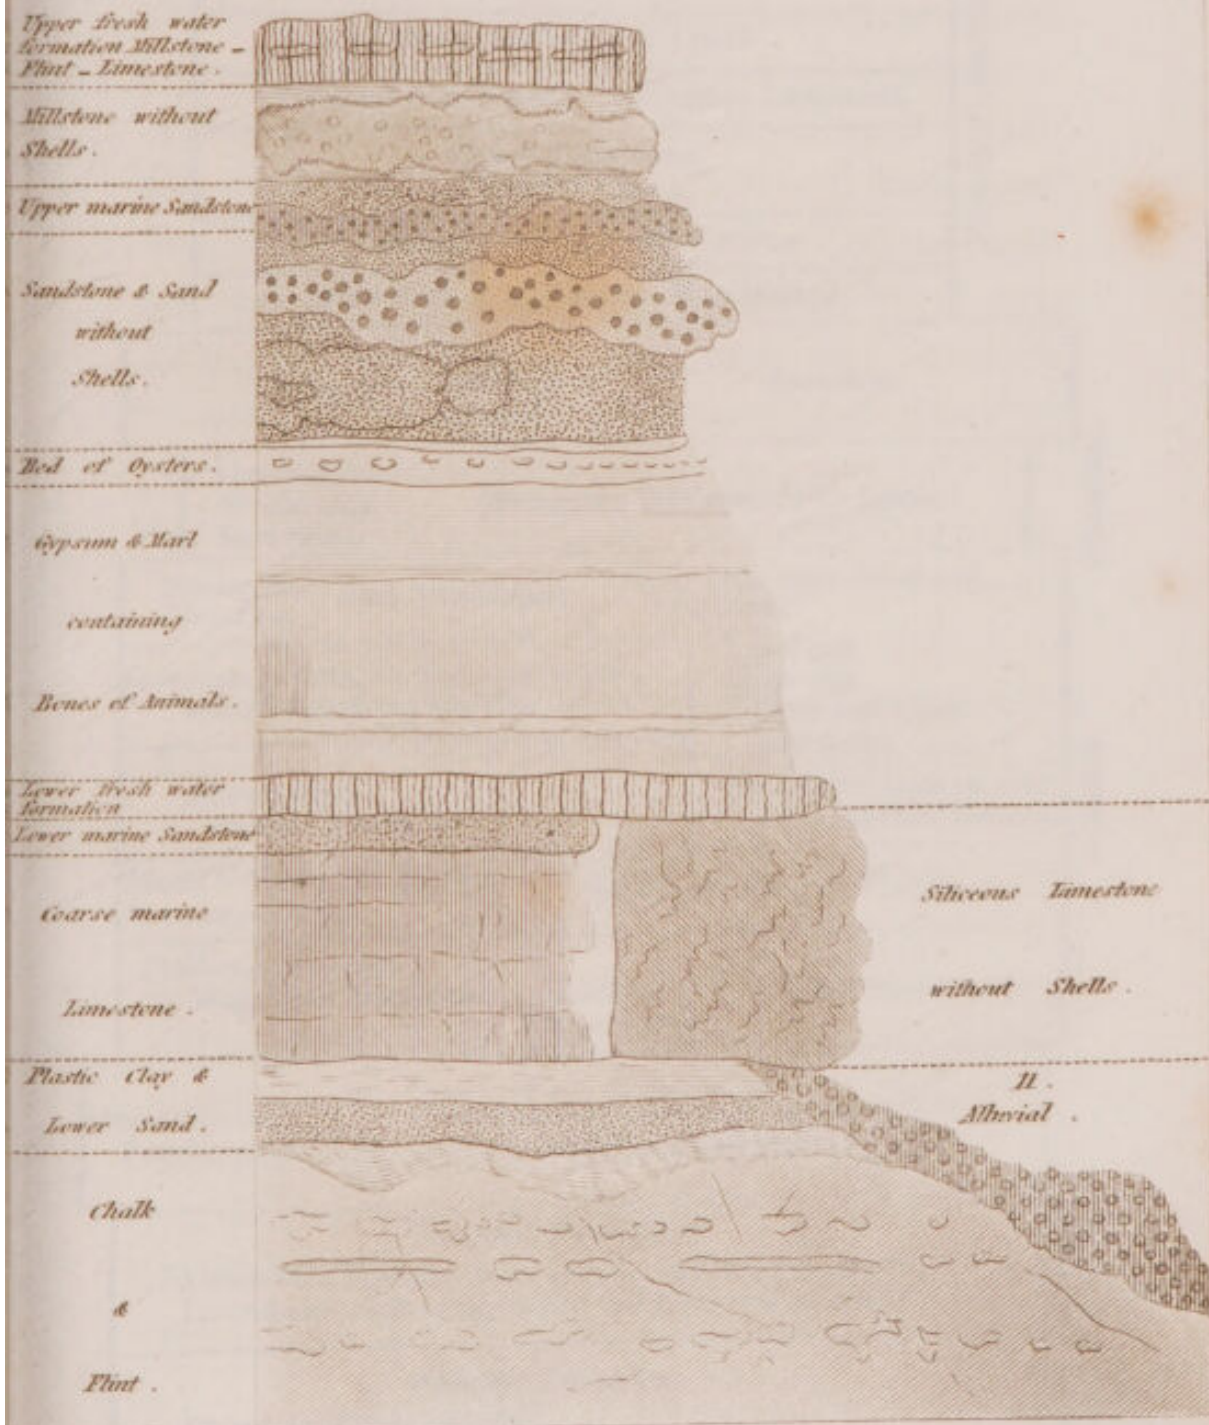 Upper fresh water
formation Millstone –
Flint – Limestone.
Millstone without
Shells.
Upper marine Sandstone
Sandstone & Sand
without
Shells.
Bed of Oysters.
Gypsum & Marl
containing
Bones of Animals.
Lower fresh water
formation
Lower marine Sandstone
Coarse marine
Limestone.
Siliceous Limestone
without Shells.
Plastic Clay &
Lower Sand.
11.
Alluvial.
Chalk
&
Flint.